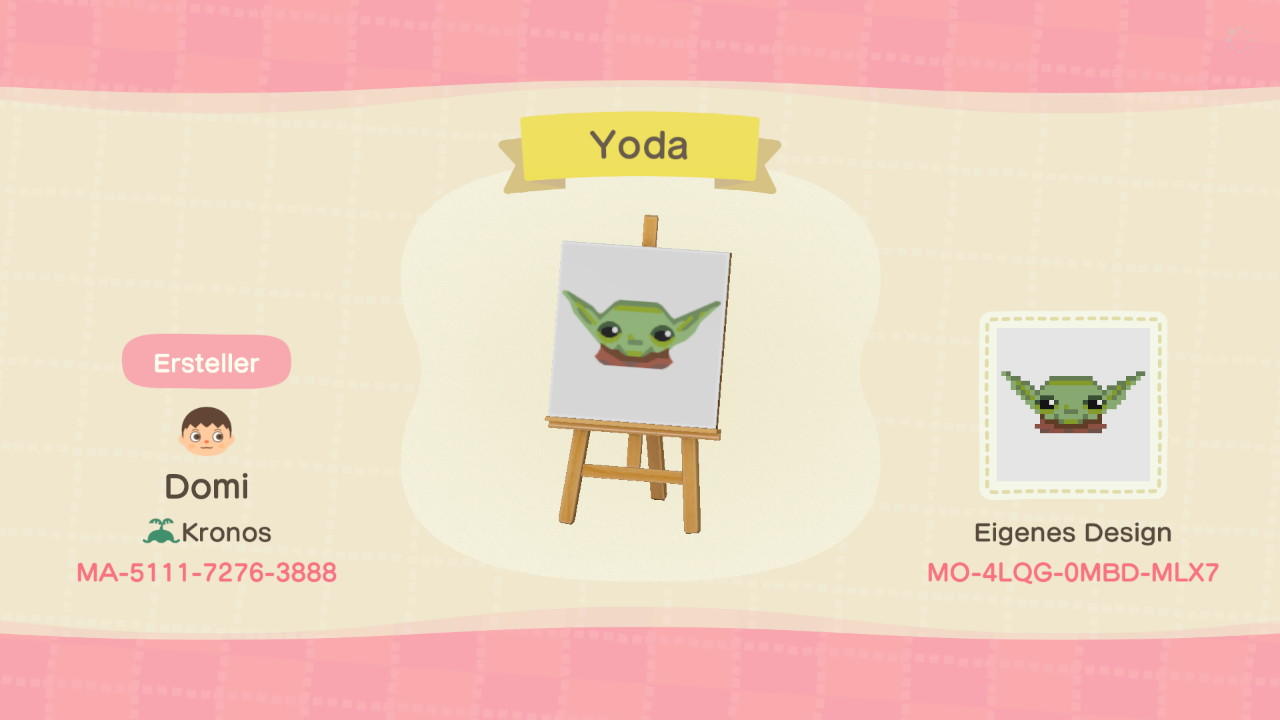 Yoda
Ersteller
Domi
Kronos
MA-5111-7276-3888
Eigenes Design
MO-4LQG-0MBD-MLX7